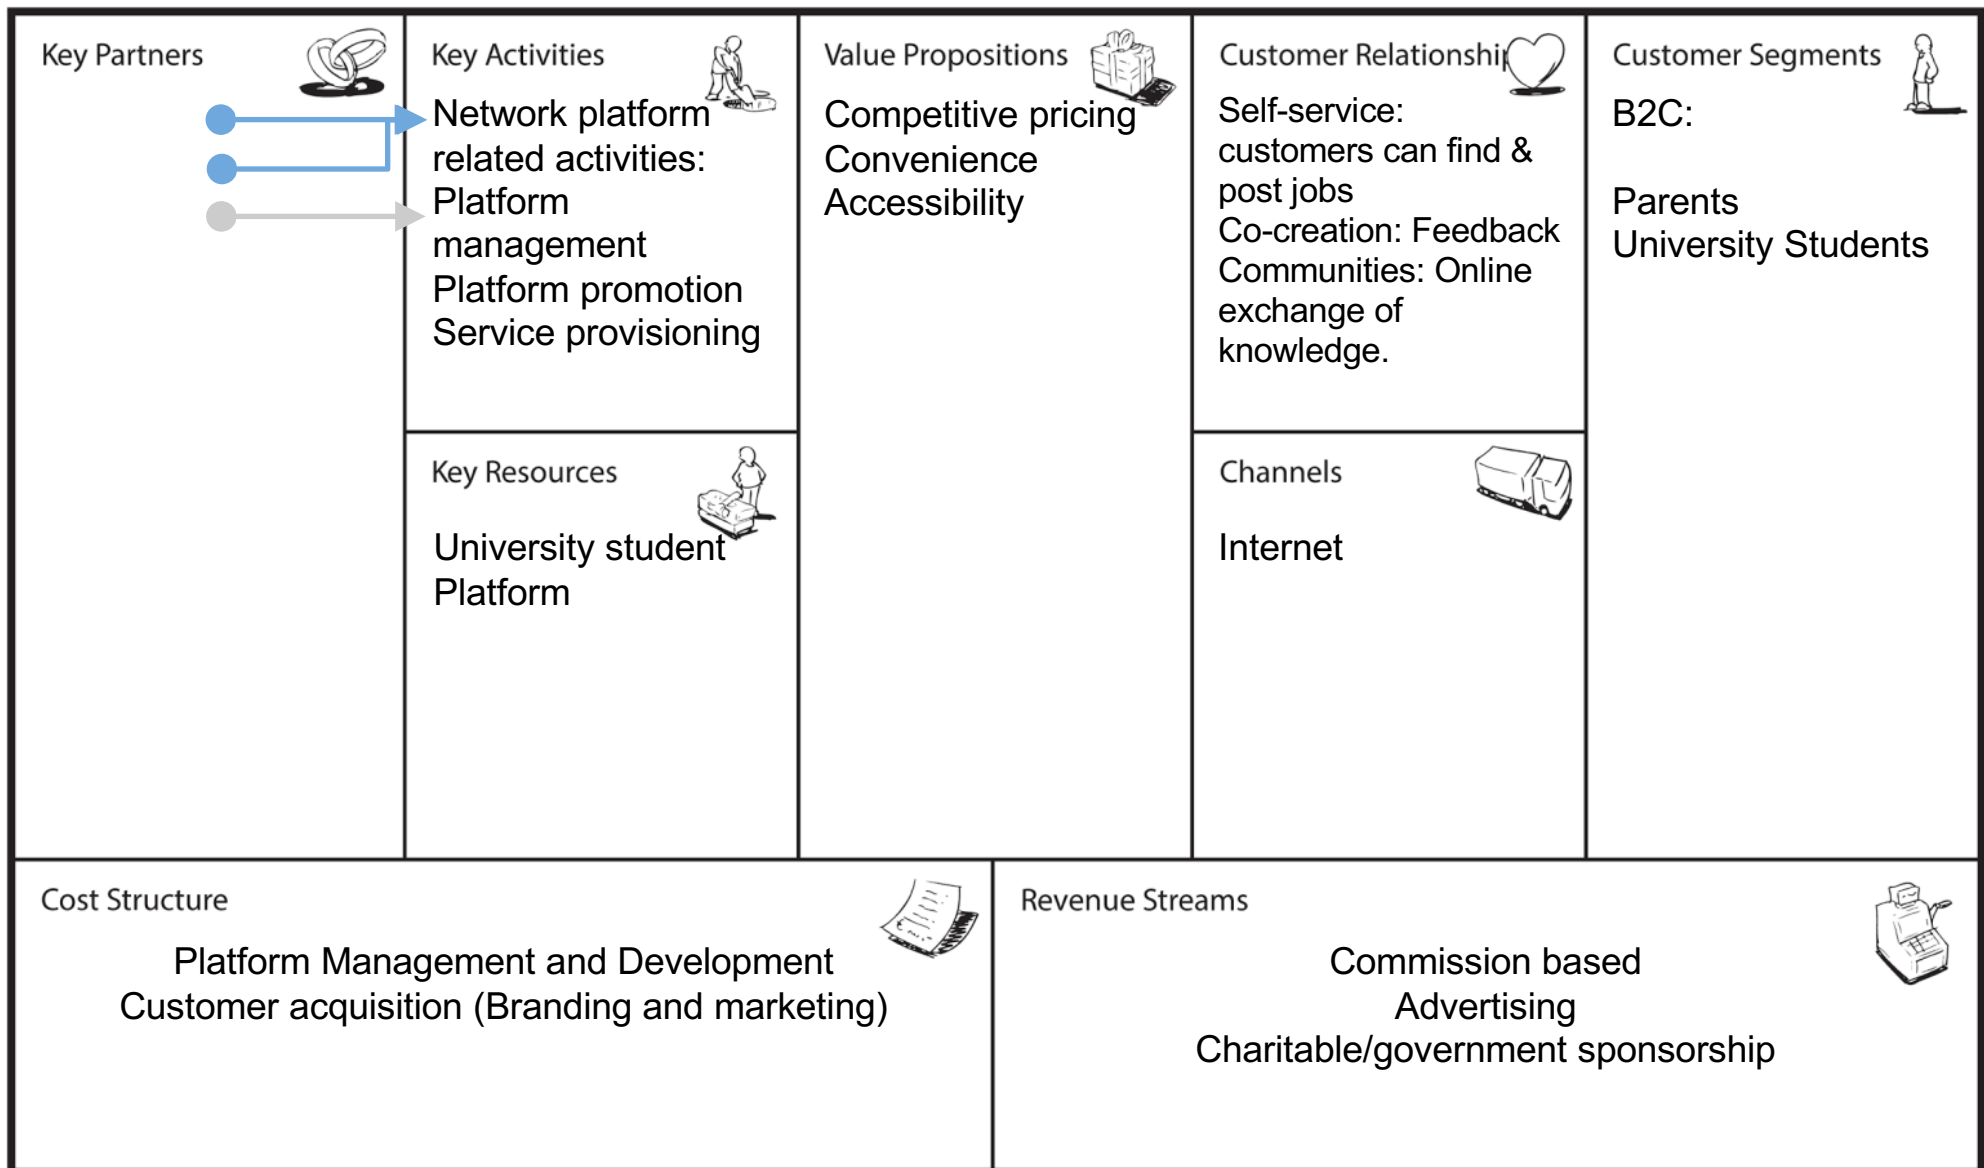 Key Partners
Key Activities
Network platform
related activities:
Platform
management
Platform promotion
Service provisioning
Key Resources
University student
Platform
Value Propositions
Competitive pricing
Convenience
Accessibility
Customer Relationship
Self-service:
customers can find &
post jobs
Co-creation: Feedback
Communities: Online
exchange of
knowledge.
Channels
Internet
Customer Segments
B2C:
Parents
University Students
Cost Structure
Platform Management and Development
Customer acquisition (Branding and marketing)
Revenue Streams
Commission based
Advertising
Charitable/government sponsorship